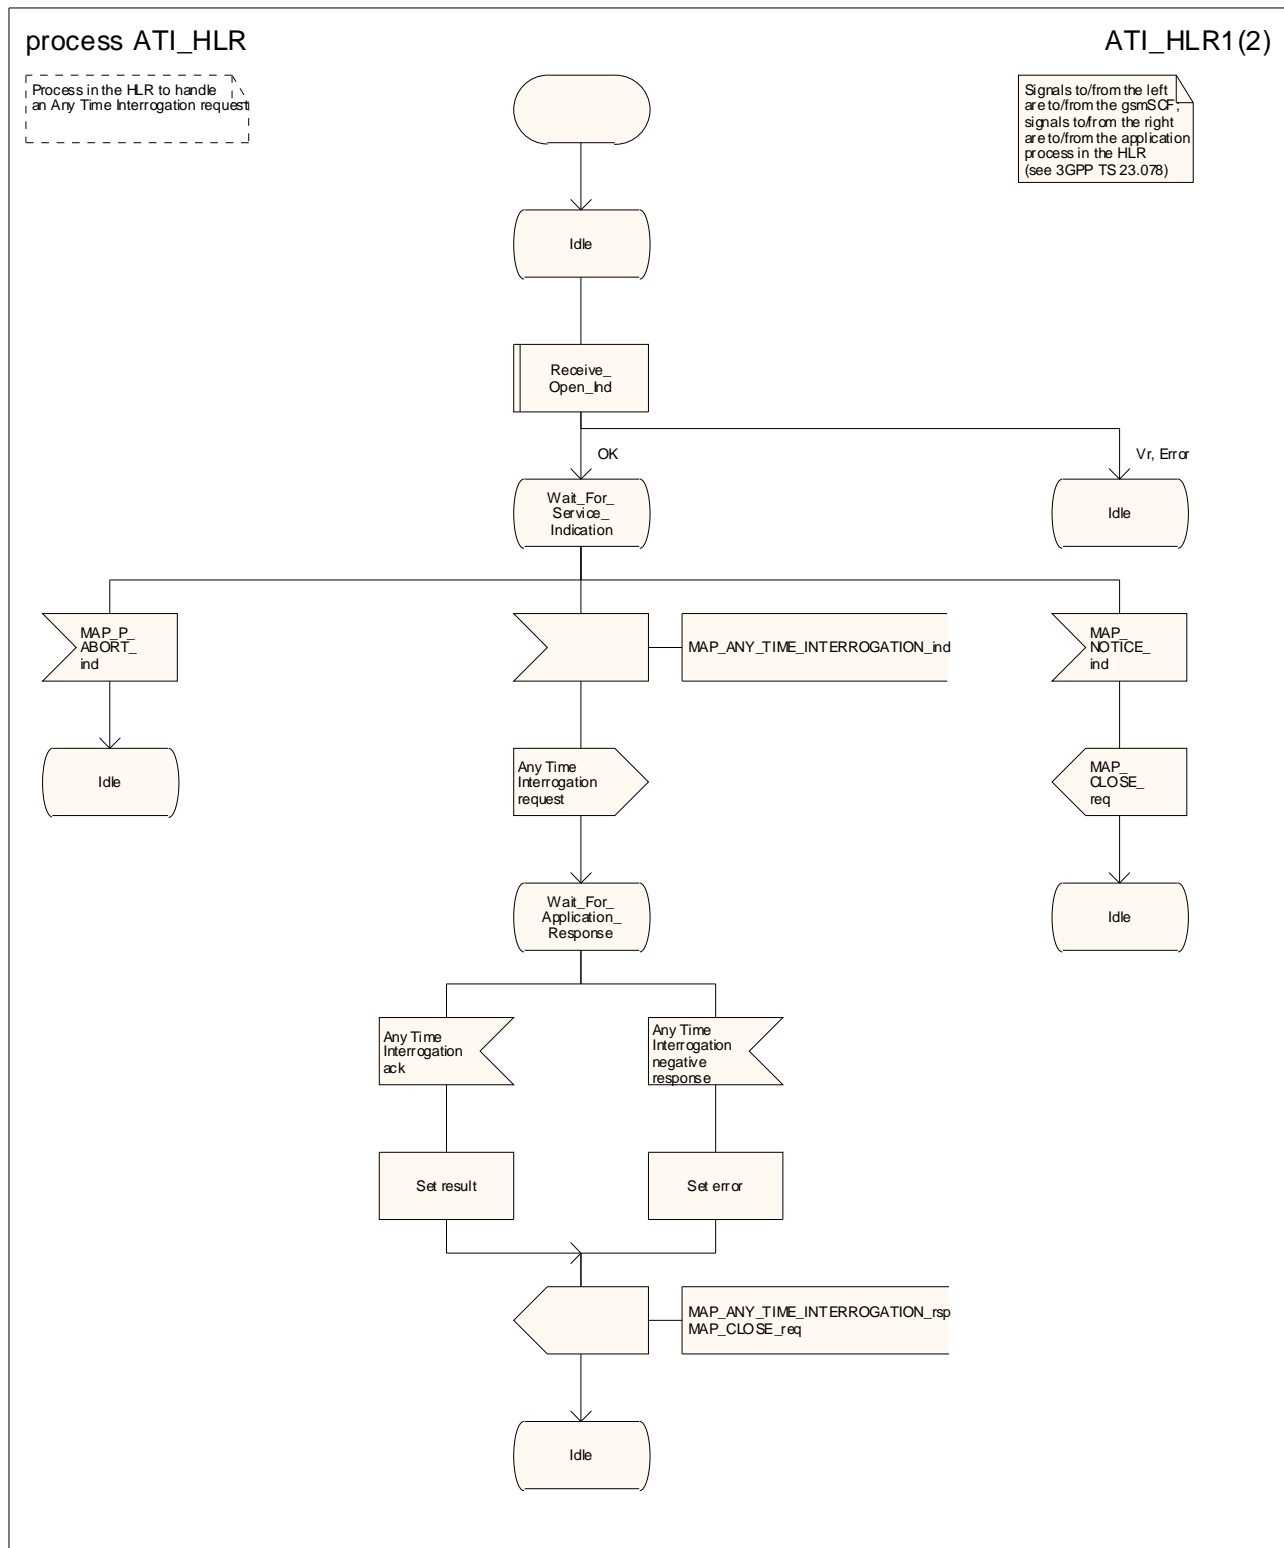 process ATI_HLR
ATI_HLR1(2)
Process in the HLR to handle
an Any Time Interrogation request
Signals to/from the left
are to/from the gsmSCF;
signals to/from the right
are to/from the application
process in the HLR
(see 3GPP TS 23.078)
Idle
Receive_
Open_Ind
OK
Vr, Error
Wait_For_
Service_
Indication
Idle
MAP_P_
ABORT_
ind
MAP_ANY_TIME_INTERROGATION_ind
MAP_
NOTICE_
ind
Idle
Any Time
Interrogation
request
MAP_
CLOSE_
req
Wait_For_
Application_
Response
Idle
Any Time
Interrogation
ack
Any Time
Interrogation
negative
response
Set result
Set error
MAP_ANY_TIME_INTERROGATION_rsp
MAP_CLOSE_req
Idle